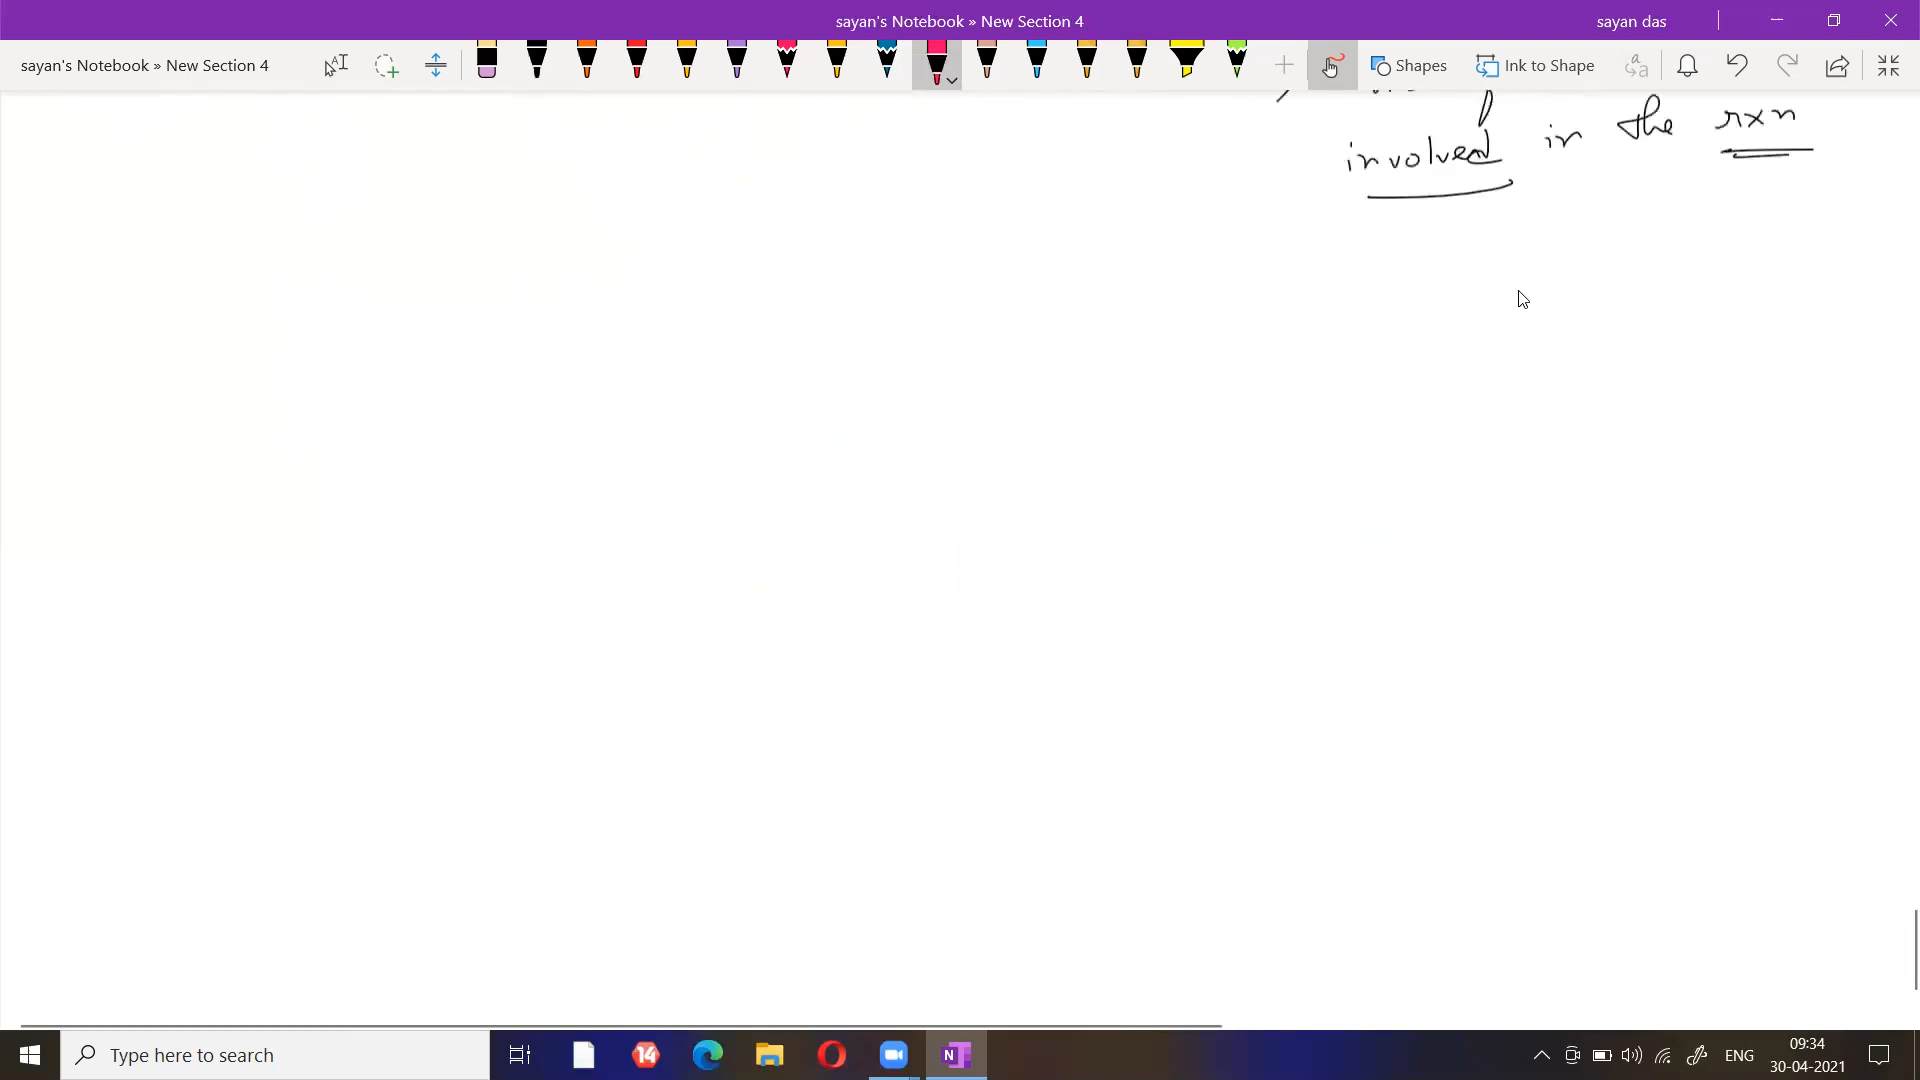 sayan's Notebook » New Section 4
sayan das
sayan's Notebook » New Section 4
Shapes
Ink to Shape
involved in the rxn
Type here to search
14
N
ENG
09:34
30-04-2021